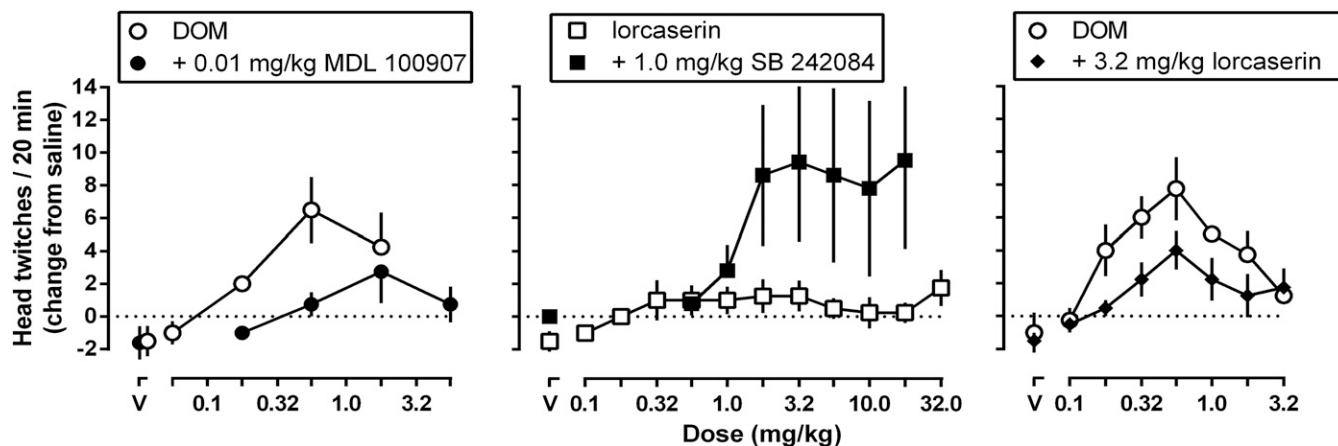 DOM
+ 0.01 mg/kg MDL 100907
lorcaserin
+ 1.0 mg/kg SB 242084
DOM
+ 3.2 mg/kg lorcaserin
Head twitches / 20 min
(change from saline)
14
12
10
8
6
4
2
0
-2
V 0.1 0.32 1.0 3.2
V 0.1 0.32 1.0 3.2 10.0 32.0
V 0.1 0.32 1.0 3.2
Dose (mg/kg)